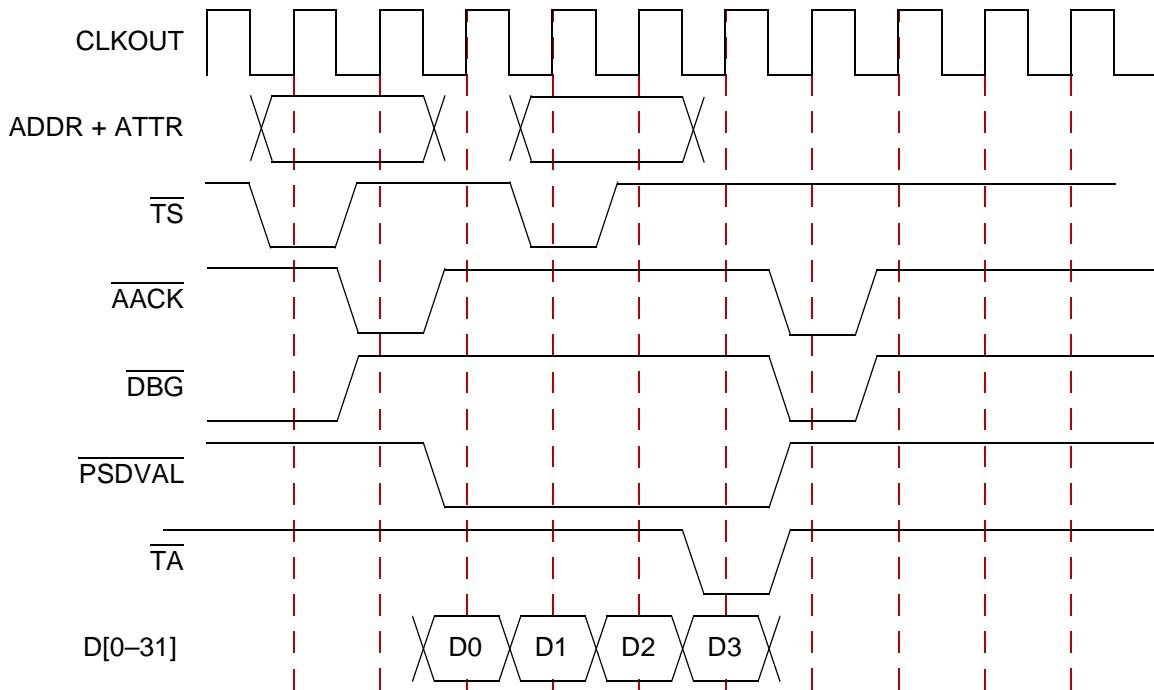 CLKOUT
ADDR + ATTR
TS
AACK
DBG
PSDVAL
TA
D[0–31]
D0 D1 D2 D3